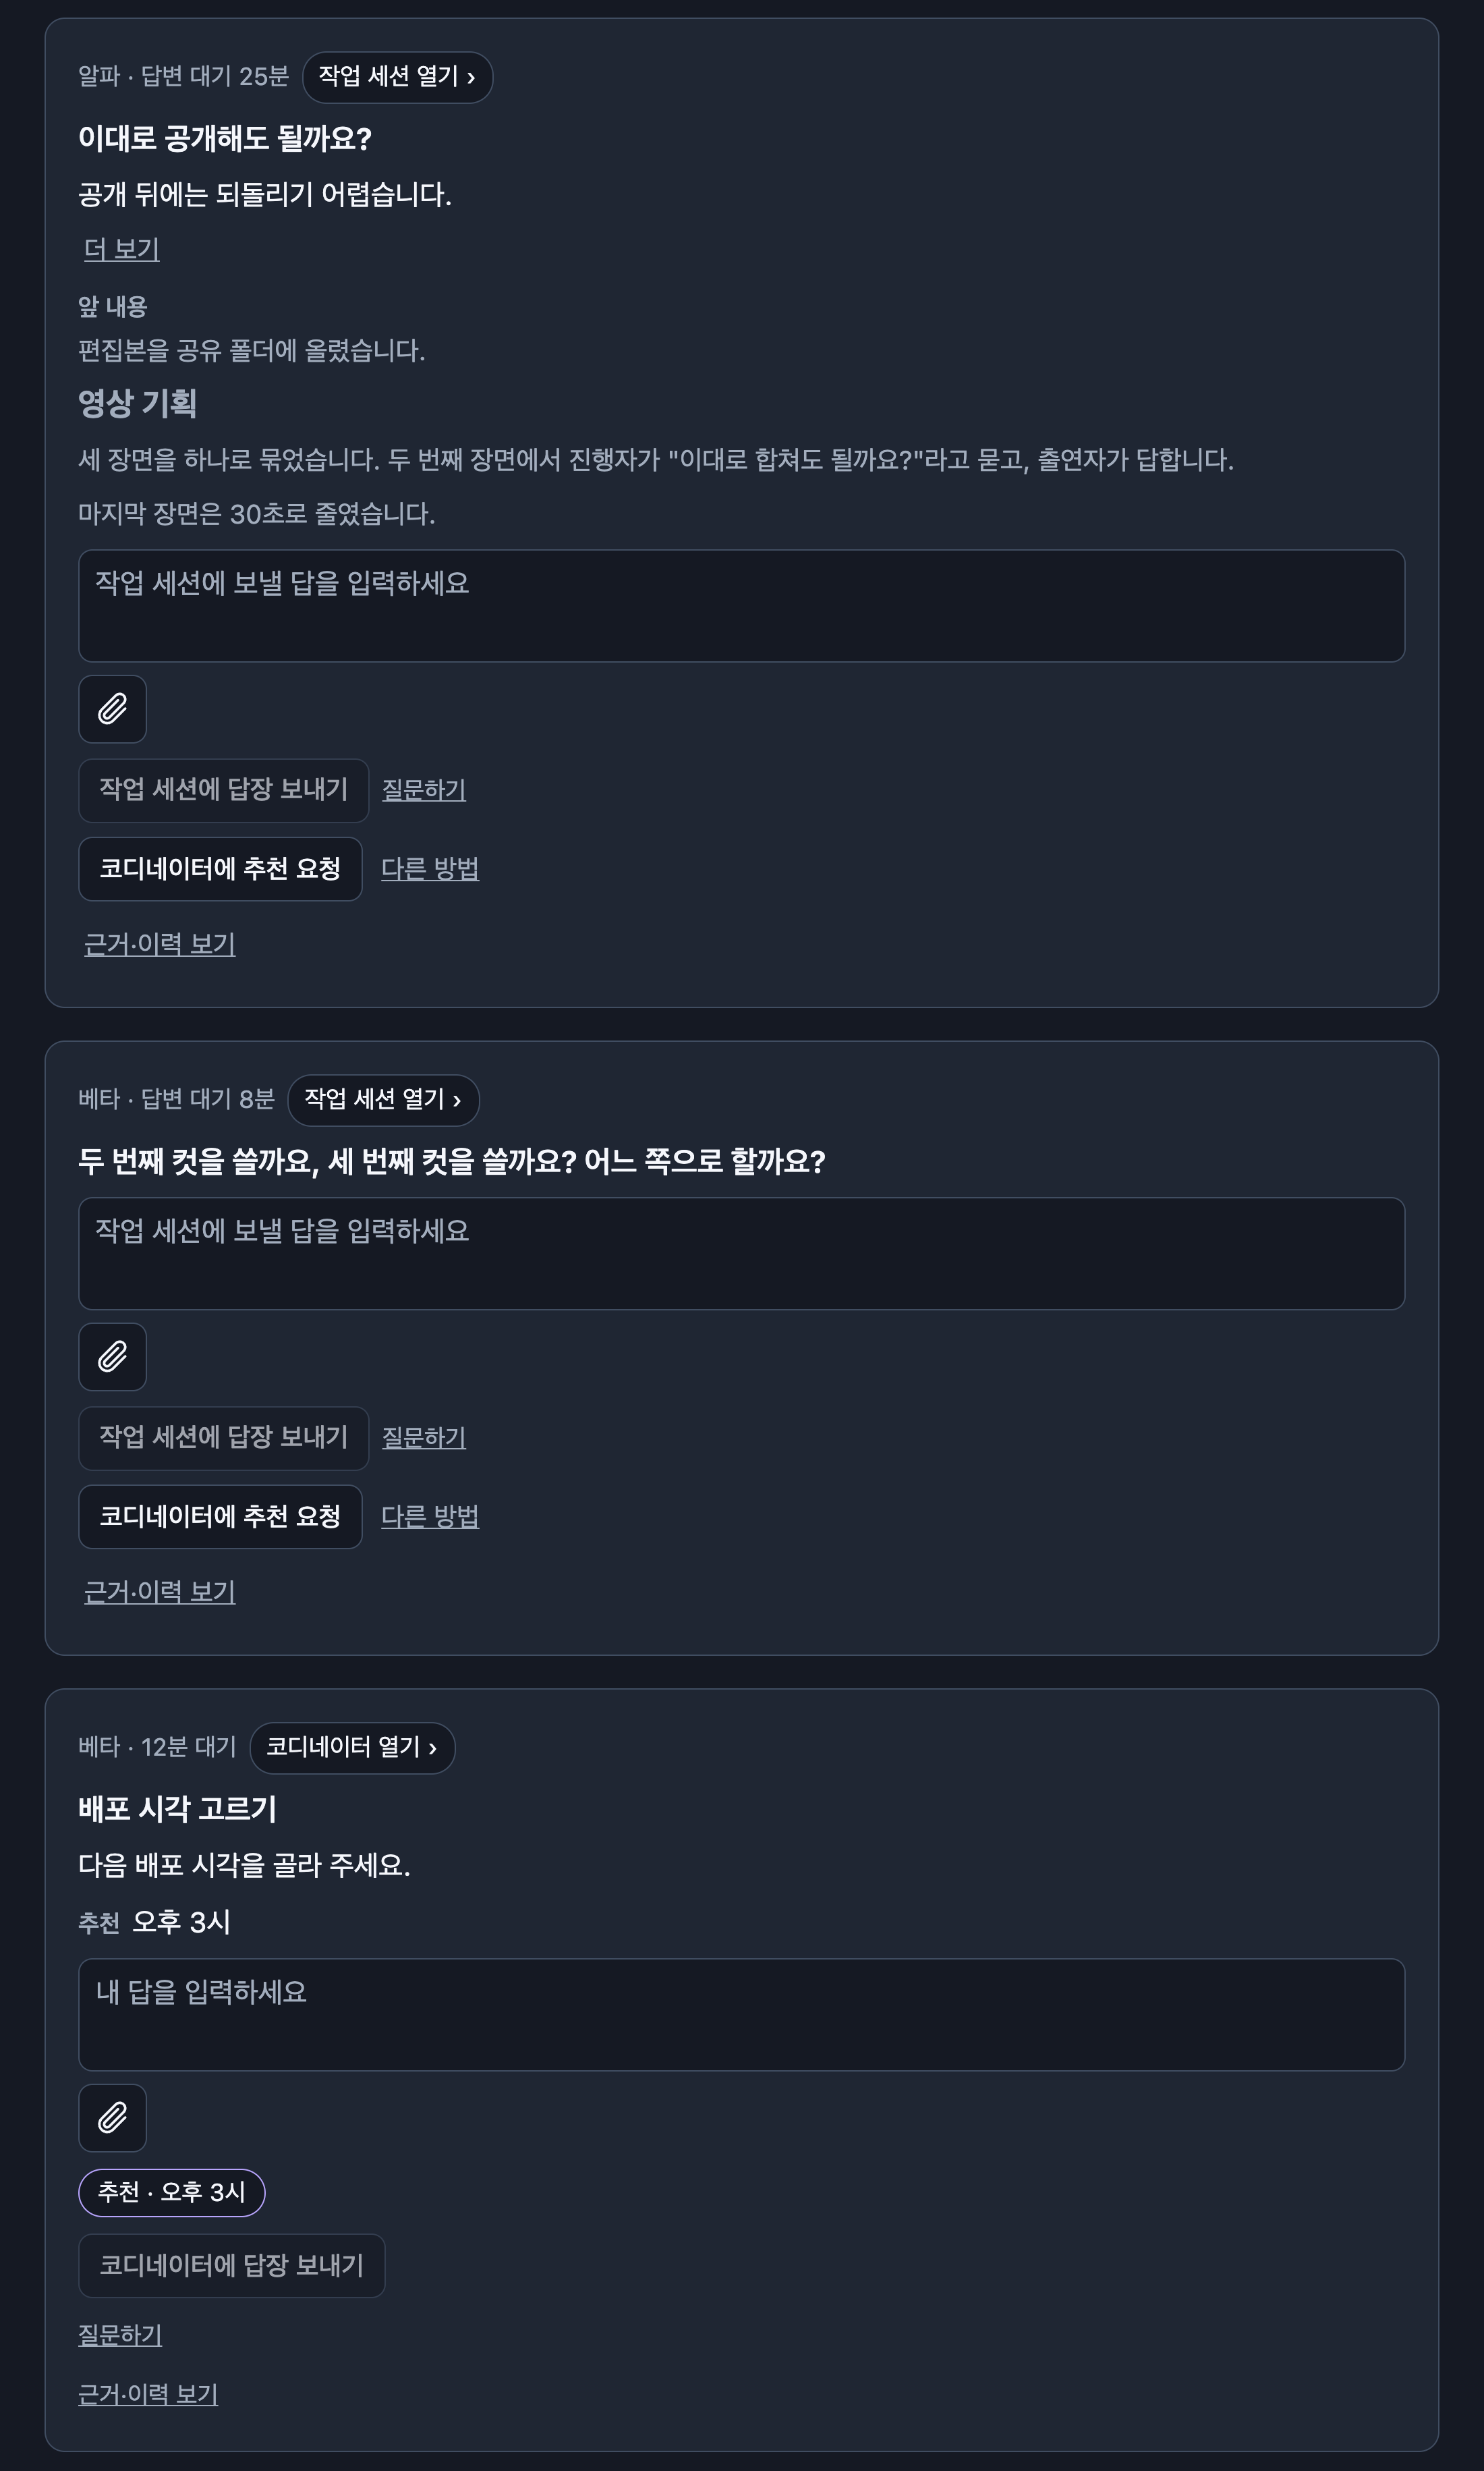 알파 · 답변 대기 25분 작업 세션 열기 ›
이대로 공개해도 될까요?
공개 뒤에는 되돌리기 어렵습니다.
더 보기
앞 내용
편집본을 공유 폴더에 올렸습니다.
영상 기획
세 장면을 하나로 묶었습니다. 두 번째 장면에서 진행자가 "이대로 합쳐도 될까요?"라고 묻고, 출연자가 답합니다.
마지막 장면은 30초로 줄였습니다.
작업 세션에 보낼 답을 입력하세요
작업 세션에 답장 보내기 질문하기
코디네이터에 추천 요청 다른 방법
근거·이력 보기
베타 · 답변 대기 8분 작업 세션 열기 ›
두 번째 컷을 쓸까요, 세 번째 컷을 쓸까요? 어느 쪽으로 할까요?
작업 세션에 보낼 답을 입력하세요
작업 세션에 답장 보내기 질문하기
코디네이터에 추천 요청 다른 방법
근거·이력 보기
베타 · 12분 대기 코디네이터 열기 ›
배포 시각 고르기
다음 배포 시각을 골라 주세요.
추천 오후 3시
내 답을 입력하세요
추천 · 오후 3시
코디네이터에 답장 보내기
질문하기
근거·이력 보기